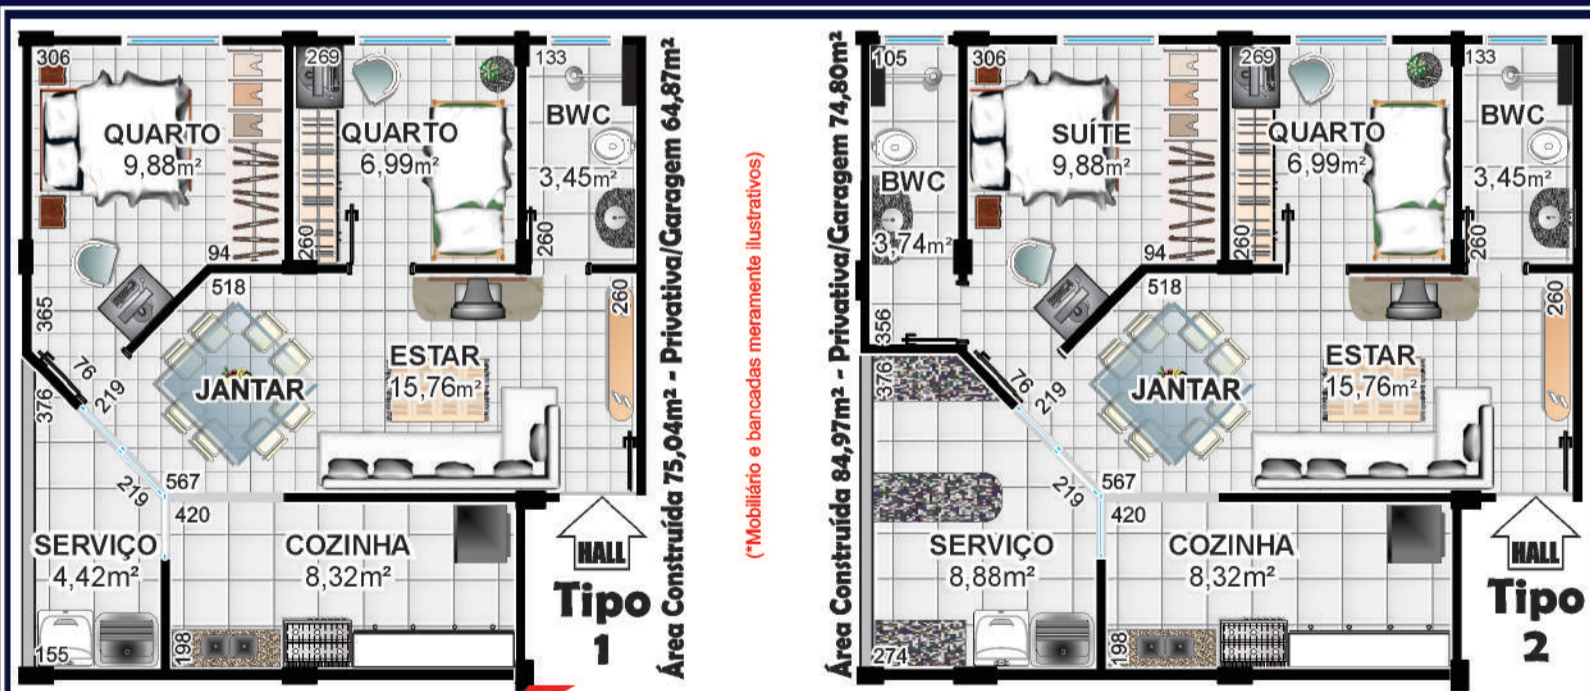 306
269
133
QUARTO
9,88m²
QUARTO
6,99m²
BWC
3,45m²
94
260
260
365
518
260
76
219
376
JANTAR
ESTAR
15,76m²
219
567
420
SERVIÇO
4,42m²
COZINHA
8,32m²
155
198
HALL
Tipo
1
Área Construída 75,04m² - Privativa/Garagem 64,87m²
(*Mobiliário e bancadas meramente ilustrativos)
Área Construída 84,97m² - Privativa/Garagem 74,80m²
105
306
269
133
BWC
3,74m²
SUÍTE
9,88m²
QUARTO
6,99m²
BWC
3,45m²
94
260
260
356
518
260
376
76
219
JANTAR
ESTAR
15,76m²
219
567
420
SERVIÇO
8,88m²
COZINHA
8,32m²
274
198
HALL
Tipo
2